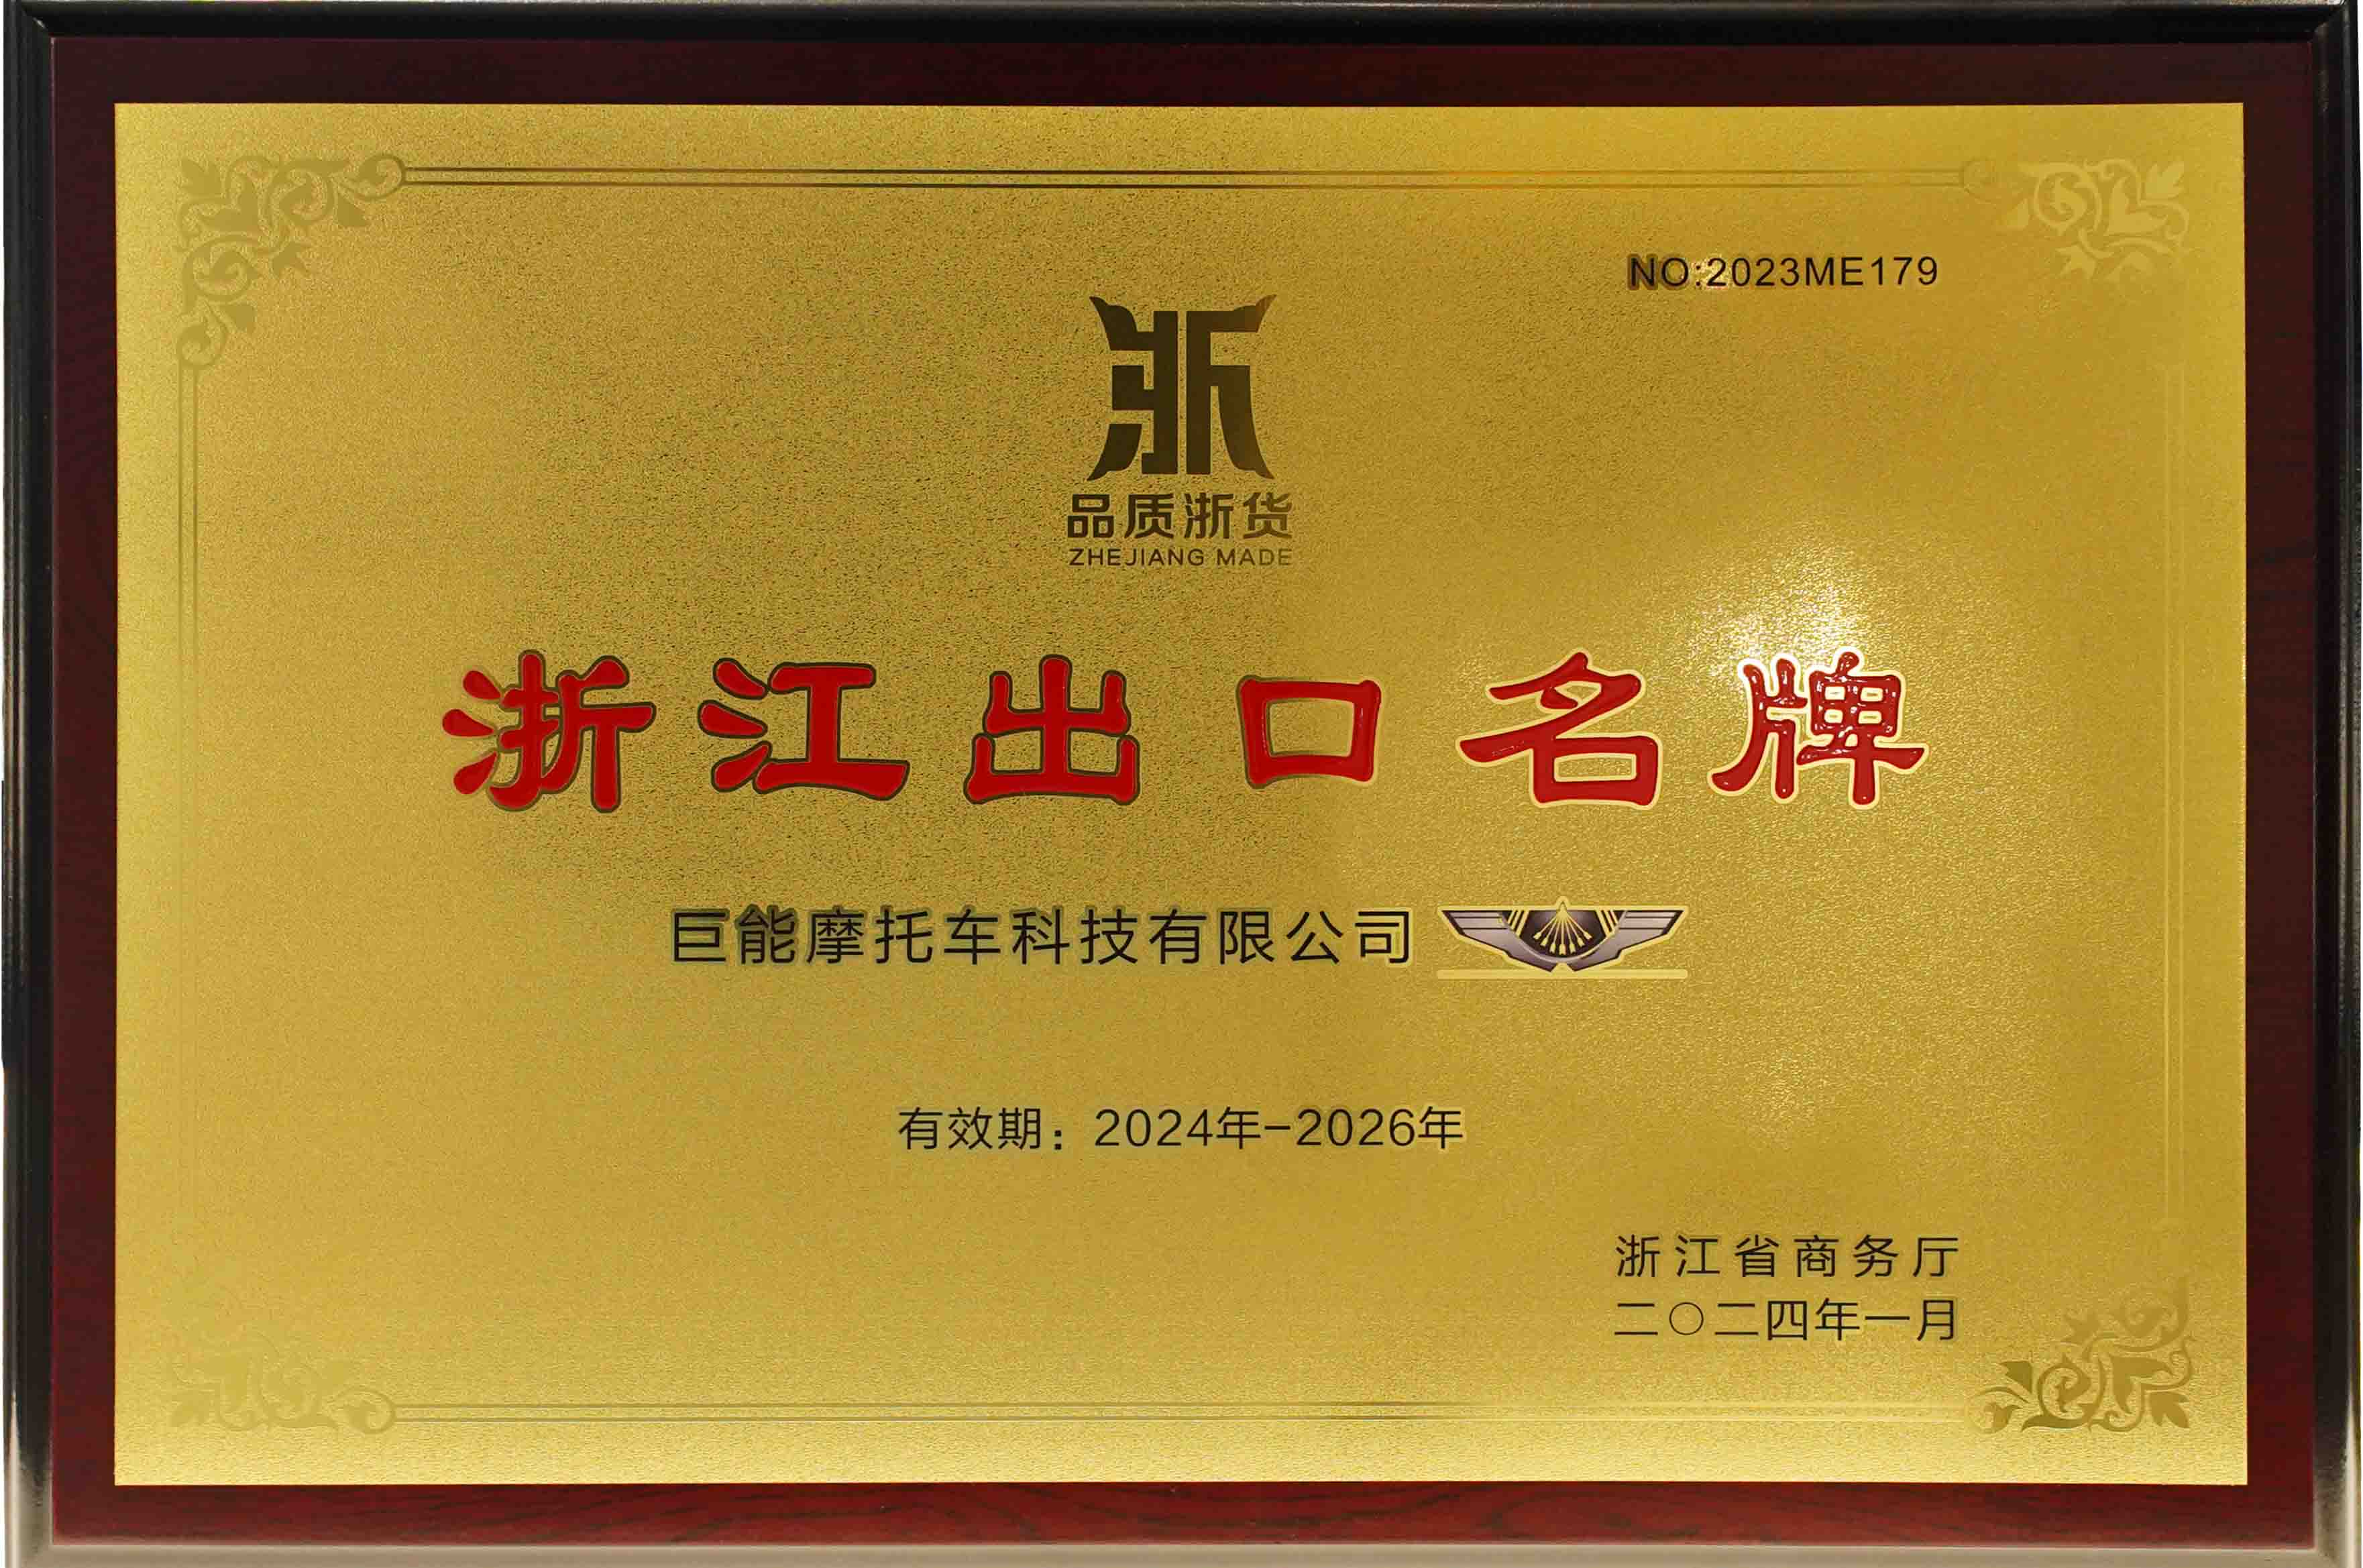 NO:2023ME179
浙
品质浙货
ZHEJIANG MADE
浙江出口名牌
巨能摩托车科技有限公司
有效期：2024年-2026年
浙江省商务厅
二〇二四年一月